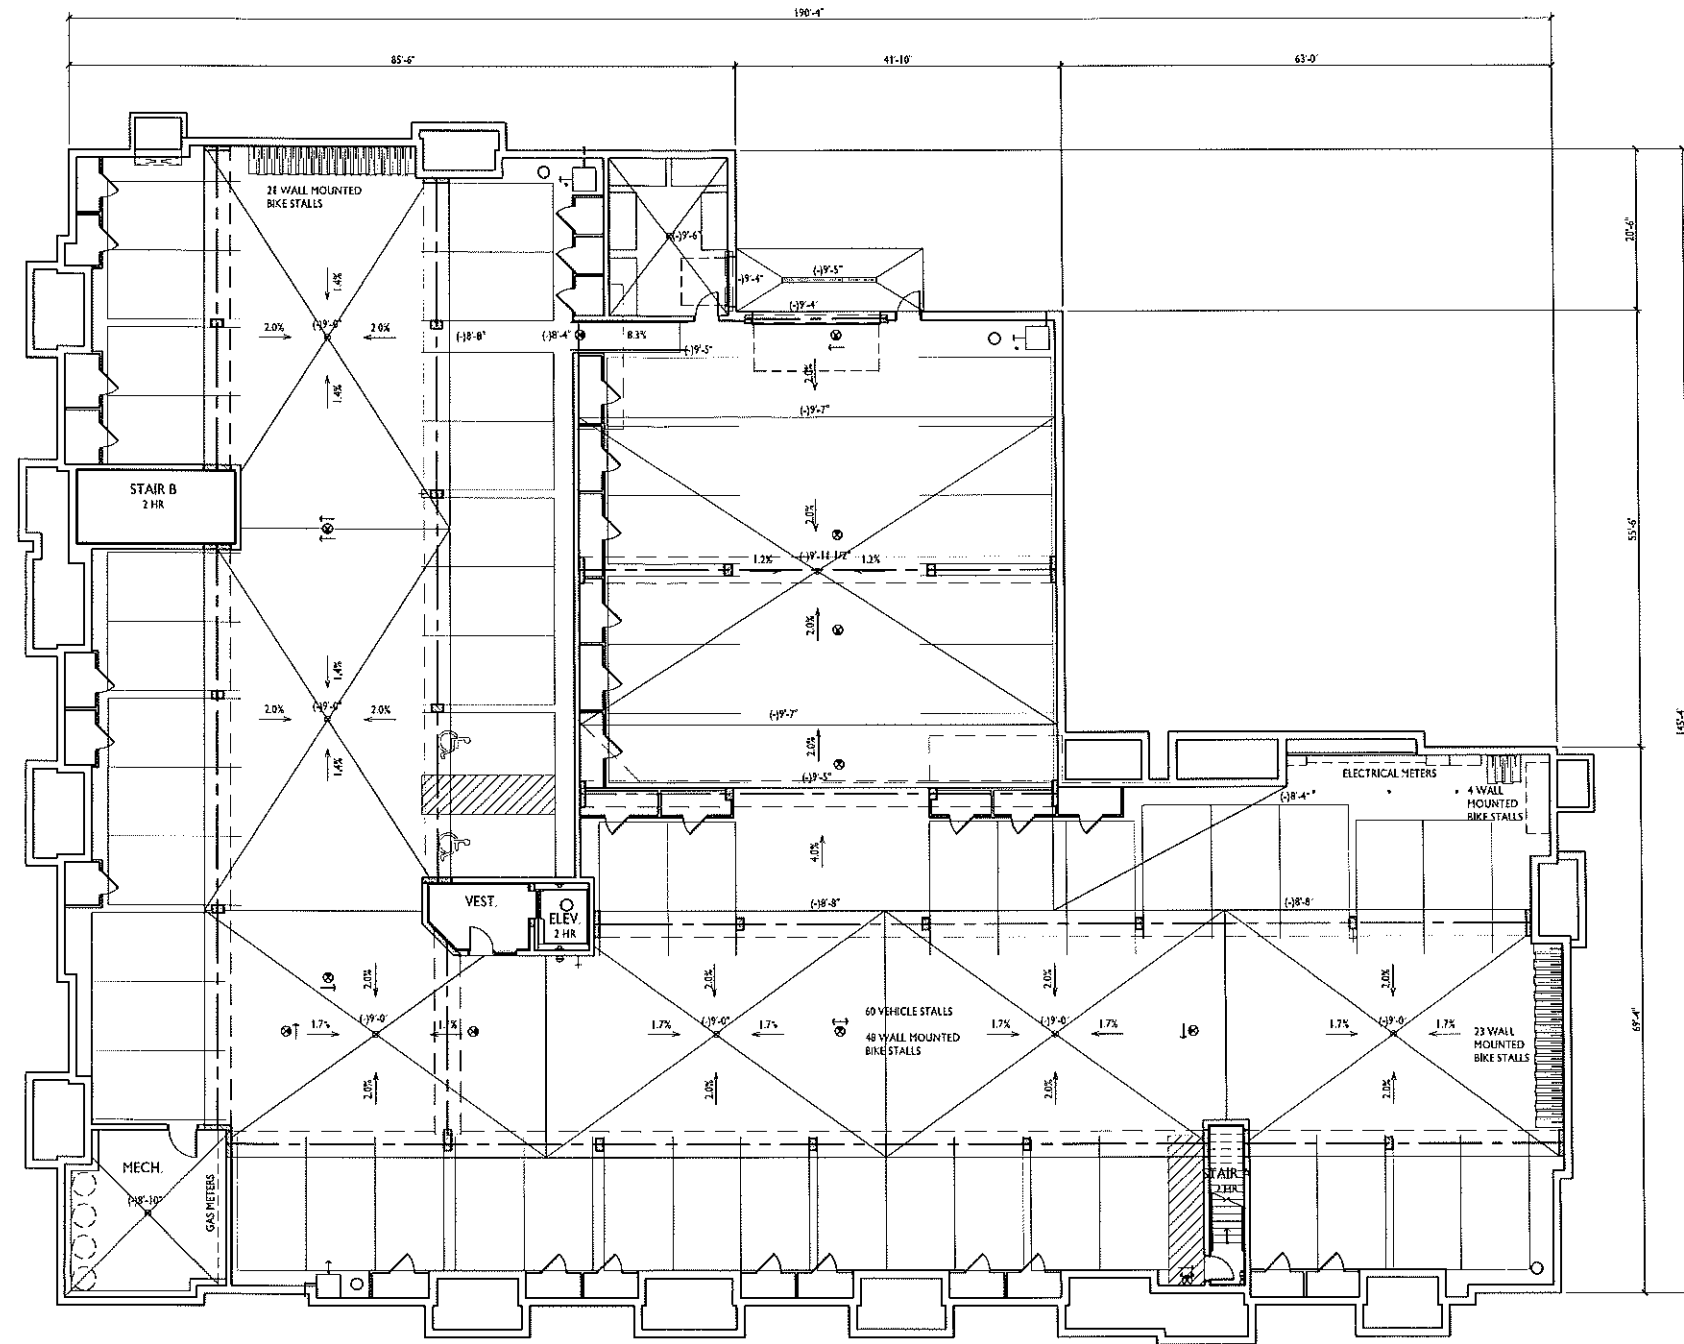 190'-4"
85'-6"
41'-10"
63'-0"
28 WALL MOUNTED
BIKE STALLS
20'-6"
(-)9'-6"
(-)9'-5"
(-)9'-4"
(-)9'-4"
1.4%
2.0%
(-)9'-0"
2.0%
(-)8'-8"
(-)8'-4"
8.3%
(-)9'-5"
1.4%
2.0%
(-)9'-7"
STAIR B
2 HR
2.0%
55'-6"
1.2%
(-)9'-11 1/2"
1.2%
2.0%
1.4%
2.0%
(-)9'-0"
2.0%
1.4%
(-)9'-7"
2.0%
(-)9'-5"
145'-4"
ELECTRICAL METERS
(-)8'-4"
4 WALL
MOUNTED
BIKE STALLS
4.0%
VEST.
ELEV.
2 HR
(-)8'-8"
(-)8'-8"
2.0%
2.0%
2.0%
2.0%
60 VEHICLE STALLS
48 WALL MOUNTED
BIKE STALLS
1.7%
(-)9'-0"
1.7%
1.7%
(-)9'-0"
1.7%
1.7%
(-)9'-0"
1.7%
1.7%
(-)9'-0"
1.7%
23 WALL
MOUNTED
BIKE STALLS
69'-4"
2.0%
2.0%
2.0%
2.0%
MECH.
(-)8'-10"
GAS METERS
STAIR
2 HR